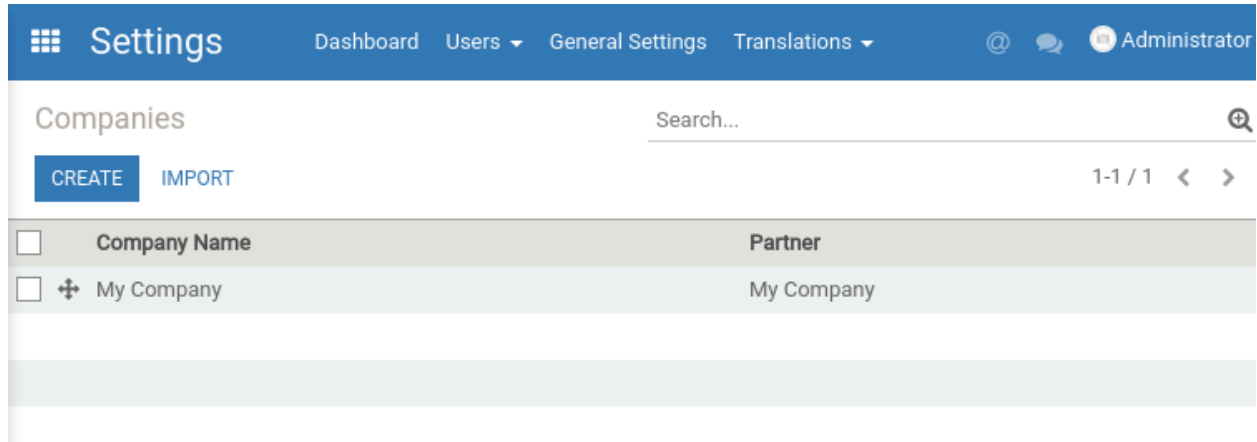 Settings Dashboard Users General Settings Translations @ Administrator
Companies Search...
CREATE IMPORT 1-1 / 1
Company Name Partner
My Company My Company